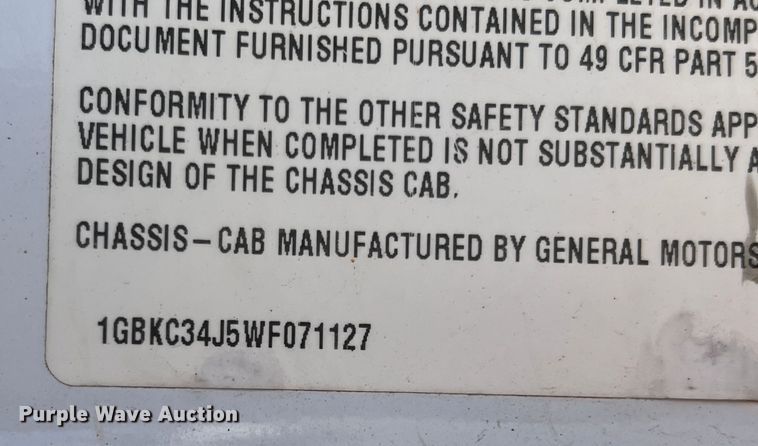 WITH THE INSTRUCTIONS CONTAINED IN THE INCOMP
DOCUMENT FURNISHED PURSUANT TO 49 CFR PART 5
CONFORMITY TO THE OTHER SAFETY STANDARDS APP
VEHICLE WHEN COMPLETED IS NOT SUBSTANTIALLY A
DESIGN OF THE CHASSIS CAB.
CHASSIS-CAB MANUFACTURED BY GENERAL MOTORS
1GBKC34J5WF071127
Purple Wave Auction